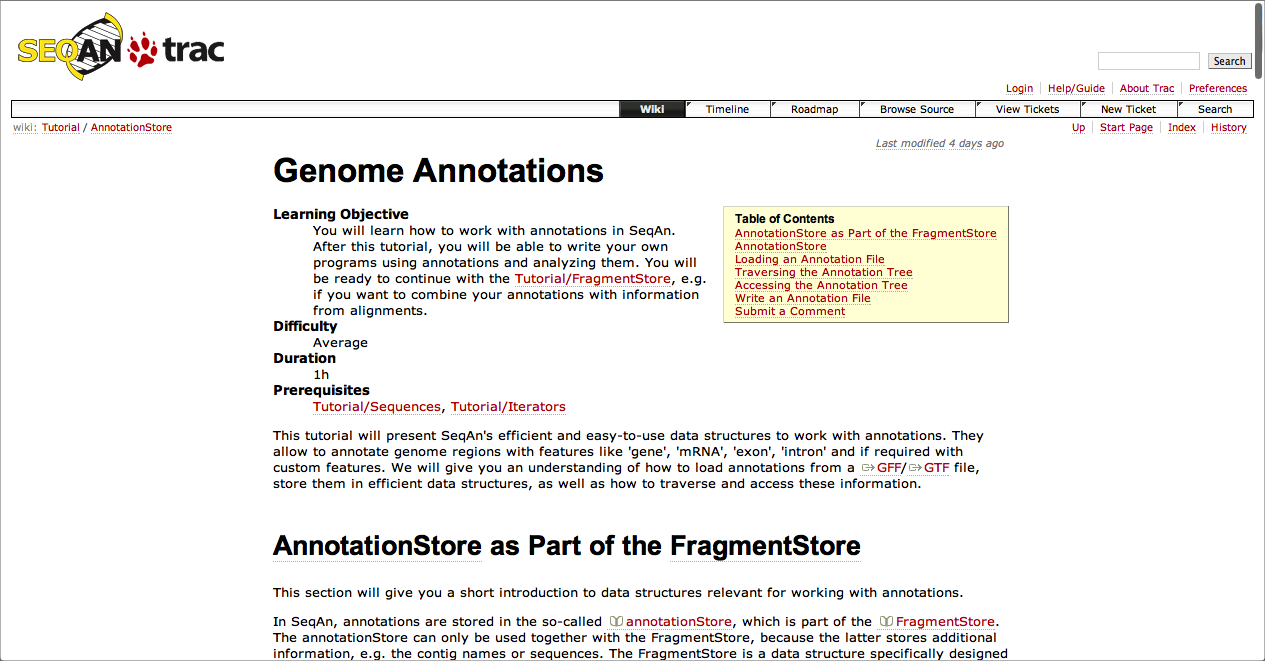 SEQAN trac
Search
Login Help/Guide About Trac Preferences
Wiki Timeline Roadmap Browse Source View Tickets New Ticket Search
wiki: Tutorial / AnnotationStore
Up Start Page Index History
Last modified 4 days ago
Genome Annotations
Learning Objective
You will learn how to work with annotations in SeqAn.
After this tutorial, you will be able to write your own
programs using annotations and analyzing them. You will
be ready to continue with the Tutorial/FragmentStore, e.g.
if you want to combine your annotations with information
from alignments.
Difficulty
Average
Duration
1h
Prerequisites
Tutorial/Sequences, Tutorial/Iterators
Table of Contents
AnnotationStore as Part of the FragmentStore
AnnotationStore
Loading an Annotation File
Traversing the Annotation Tree
Accessing the Annotation Tree
Write an Annotation File
Submit a Comment
This tutorial will present SeqAn's efficient and easy-to-use data structures to work with annotations. They
allow to annotate genome regions with features like 'gene', 'mRNA', 'exon', 'intron' and if required with
custom features. We will give you an understanding of how to load annotations from a GFF/GTF file,
store them in efficient data structures, as well as how to traverse and access these information.
AnnotationStore as Part of the FragmentStore
This section will give you a short introduction to data structures relevant for working with annotations.
In SeqAn, annotations are stored in the so-called annotationStore, which is part of the FragmentStore.
The annotationStore can only be used together with the FragmentStore, because the latter stores additional
information, e.g. the contig names or sequences. The FragmentStore is a data structure specifically designed